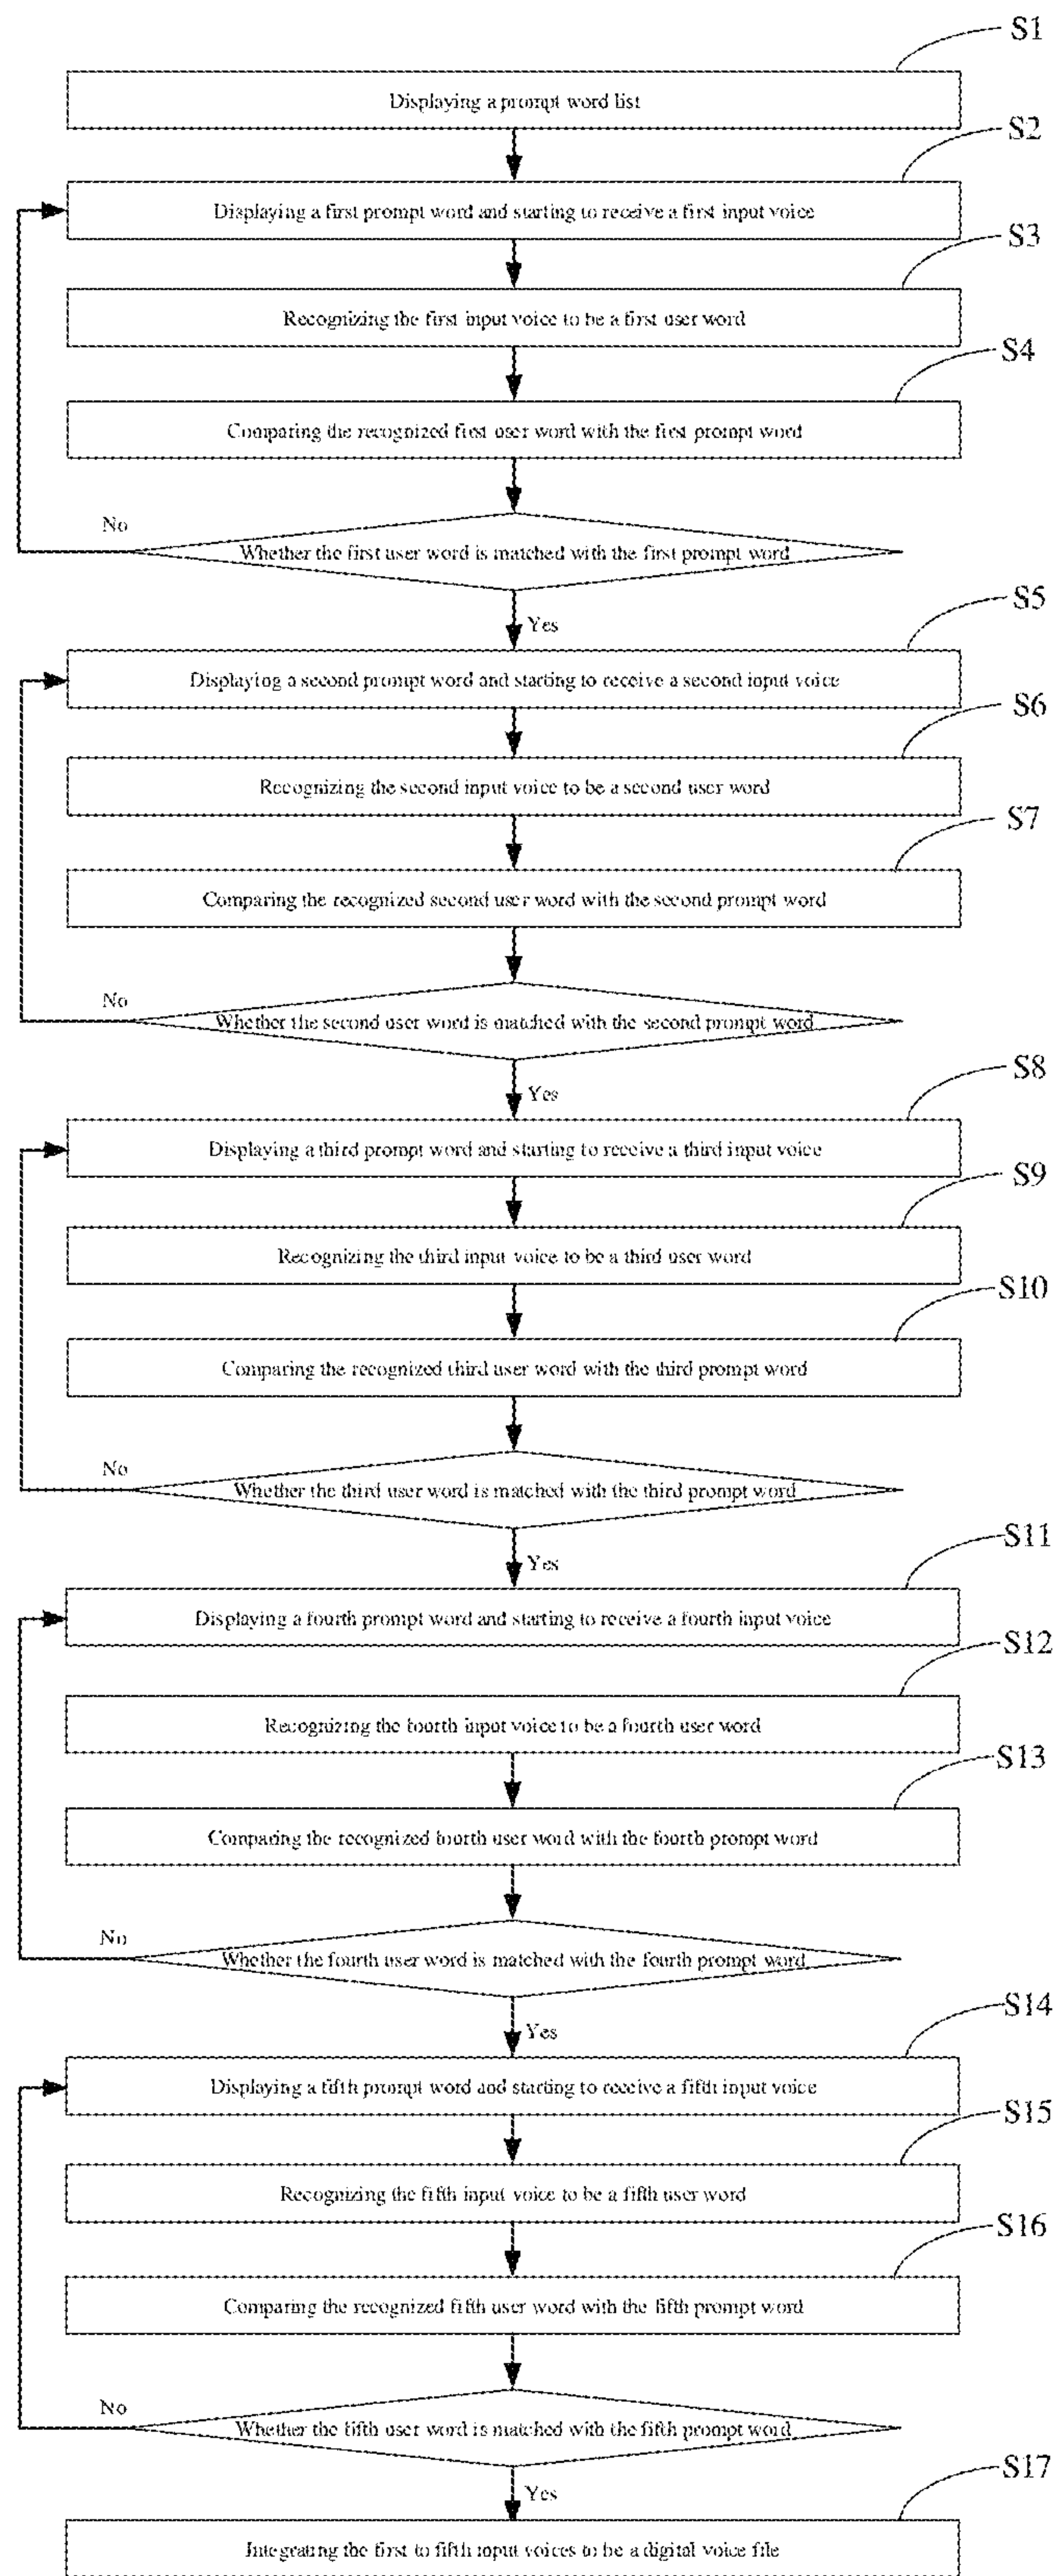 S1
Displaying a prompt word list
S2
Displaying a first prompt word and starting to receive a first input voice
S3
Recognizing the first input voice to be a first user word
S4
Comparing the recognized first user word with the first prompt word
No
Whether the first user word is matched with the first prompt word
Yes
S5
Displaying a second prompt word and starting to receive a second input voice
S6
Recognizing the second input voice to be a second user word
S7
Comparing the recognized second user word with the second prompt word
No
Whether the second user word is matched with the second prompt word
Yes
S8
Displaying a third prompt word and starting to receive a third input voice
S9
Recognizing the third input voice to be a third user word
S10
Comparing the recognized third user word with the third prompt word
No
Whether the third user word is matched with the third prompt word
Yes
S11
Displaying a fourth prompt word and starting to receive a fourth input voice
S12
Recognizing the fourth input voice to be a fourth user word
S13
Comparing the recognized fourth user word with the fourth prompt word
No
Whether the fourth user word is matched with the fourth prompt word
Yes
S14
Displaying a fifth prompt word and starting to receive a fifth input voice
S15
Recognizing the fifth input voice to be a fifth user word
S16
Comparing the recognized fifth user word with the fifth prompt word
No
Whether the fifth user word is matched with the fifth prompt word
Yes
S17
Integrating the first to fifth input voices to be a digital voice file